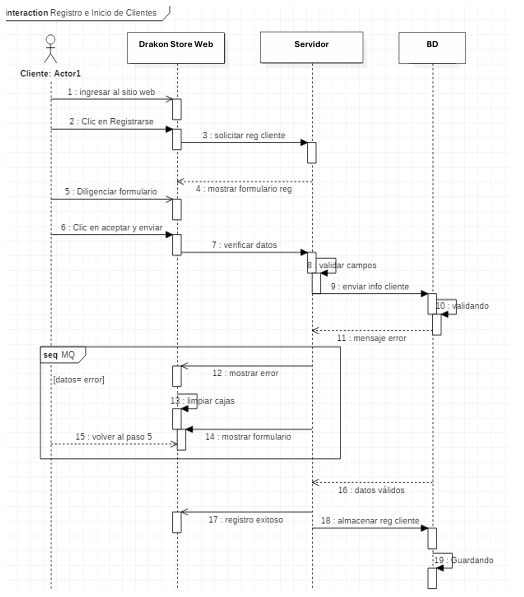 interaction Registro e Inicio de Clientes
Drakon Store Web
Servidor
BD
Cliente: Actor1
1 : ingresar al sitio web
2 : Clic en Registrarse
3 : solicitar reg cliente
4 : mostrar formulario reg
5 : Diligenciar formulario
6 : Clic en aceptar y enviar
7 : verificar datos
8 : validar campos
9 : enviar info cliente
10 : validando
11 : mensaje error
seq MQ
12 : mostrar error
[datos= error]
13 : limpiar cajas
14 : mostrar formulario
15 : volver al paso 5
16 : datos válidos
17 : registro exitoso
18 : almacenar reg cliente
19 : Guardando